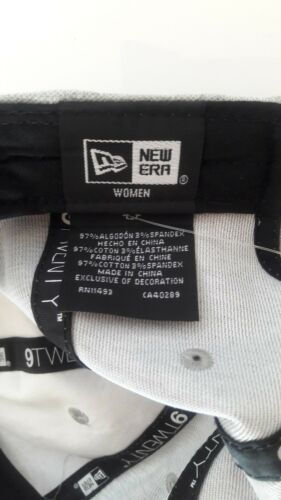 NEW
ERA
®
WOMEN
97%ALGODÓN 3%SPANDEX
HECHO EN CHINA
97%COTON 3%ÉLASTHANNE
FABRIQUÉ EN CHINE
97%COTTON 3%SPANDEX
MADE IN CHINA
EXCLUSIVE OF DECORATION
RN11493 CA40289
TWENTY™
9TWENTY
9TWENTY